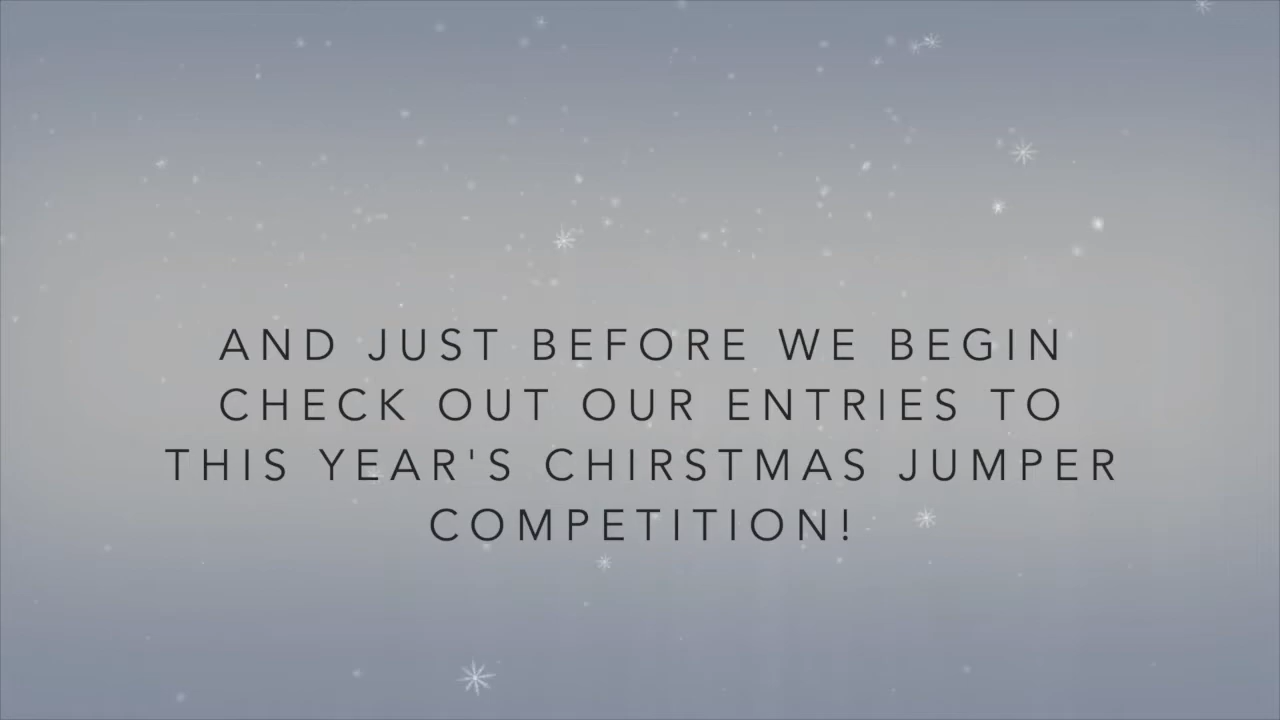 AND JUST BEFORE WE BEGIN
CHECK OUT OUR ENTRIES TO
THIS YEAR'S CHIRSTMAS JUMPER
COMPETITION!